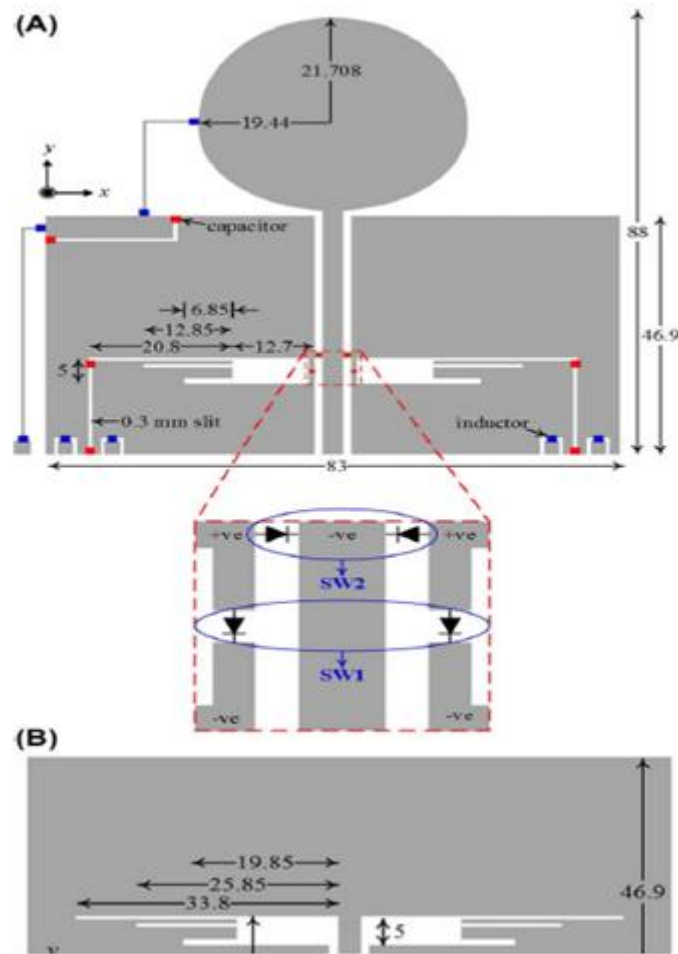 (A)
21.708
19.44
y
x
capacitor
88
6.85
12.85
46.9
20.8
12.7
5
0.3 mm slit
inductor
83
+ve
-ve
+ve
SW2
SW1
-ve
-ve
(B)
19.85
25.85
33.8
46.9
5
y